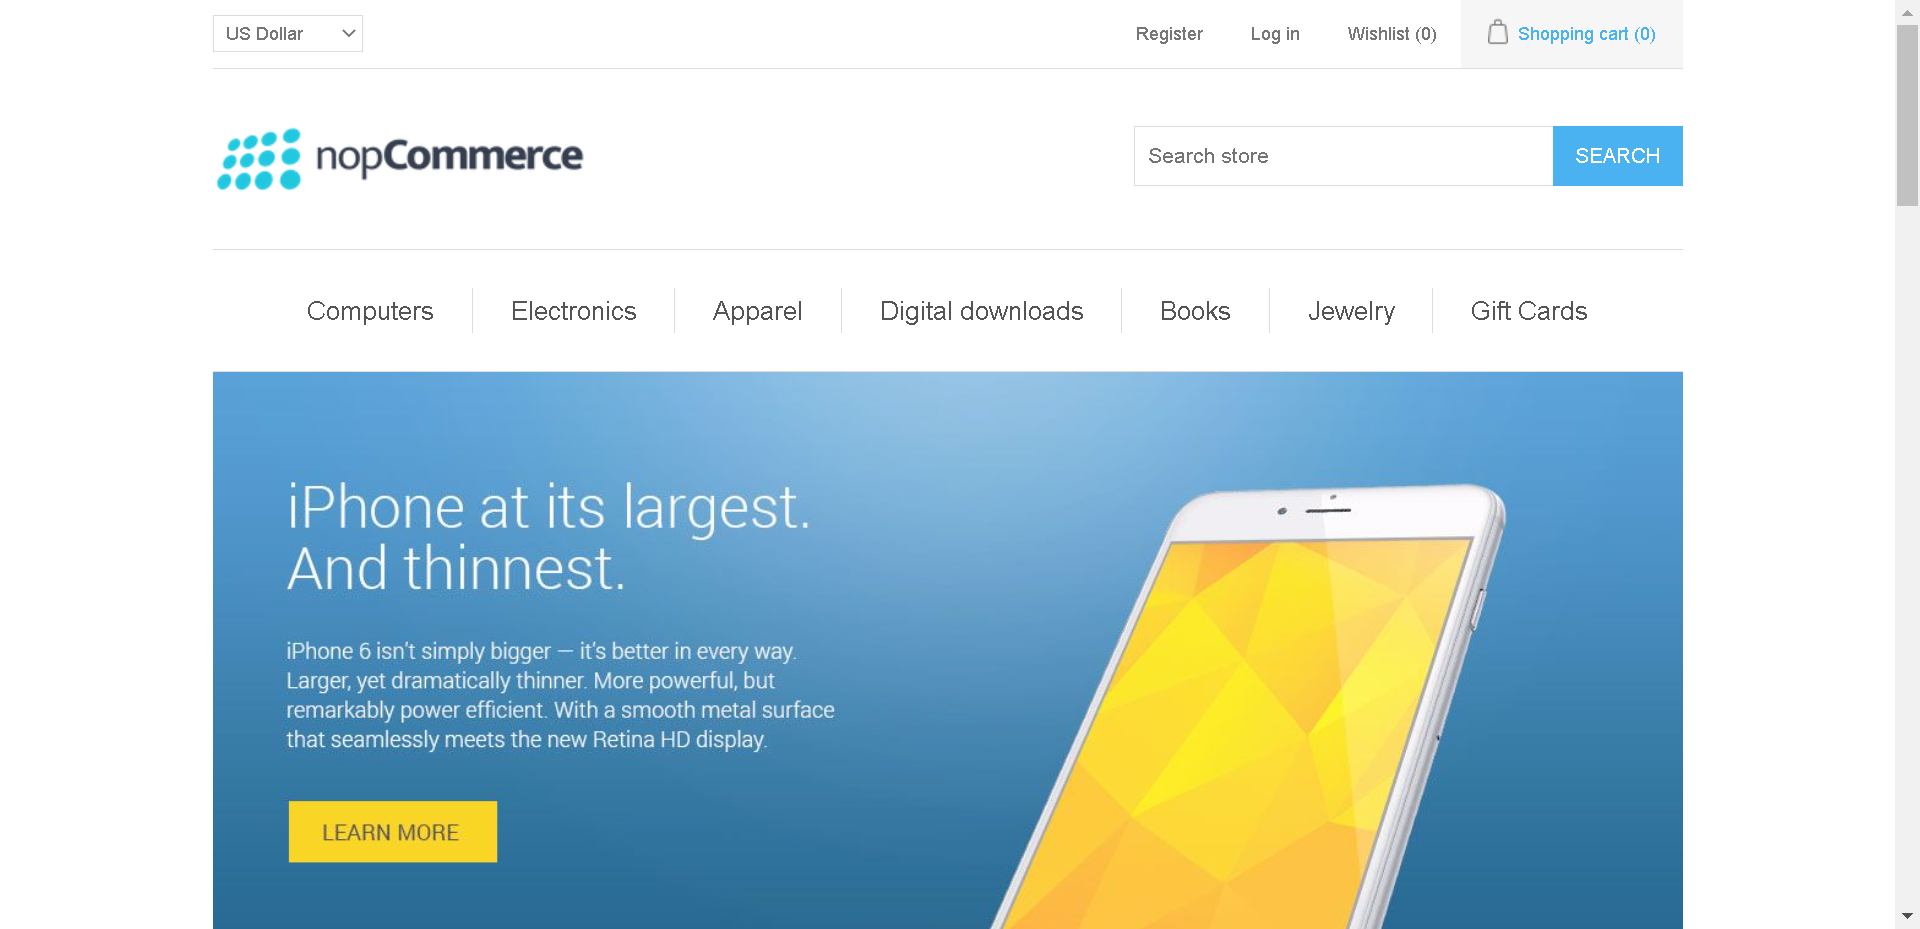 US Dollar
Register
Log in
Wishlist (0)
Shopping cart (0)
nopCommerce
Search store
SEARCH
Computers
Electronics
Apparel
Digital downloads
Books
Jewelry
Gift Cards
iPhone at its largest.
And thinnest.
iPhone 6 isn't simply bigger — it's better in every way.
Larger, yet dramatically thinner. More powerful, but
remarkably power efficient. With a smooth metal surface
that seamlessly meets the new Retina HD display.
LEARN MORE